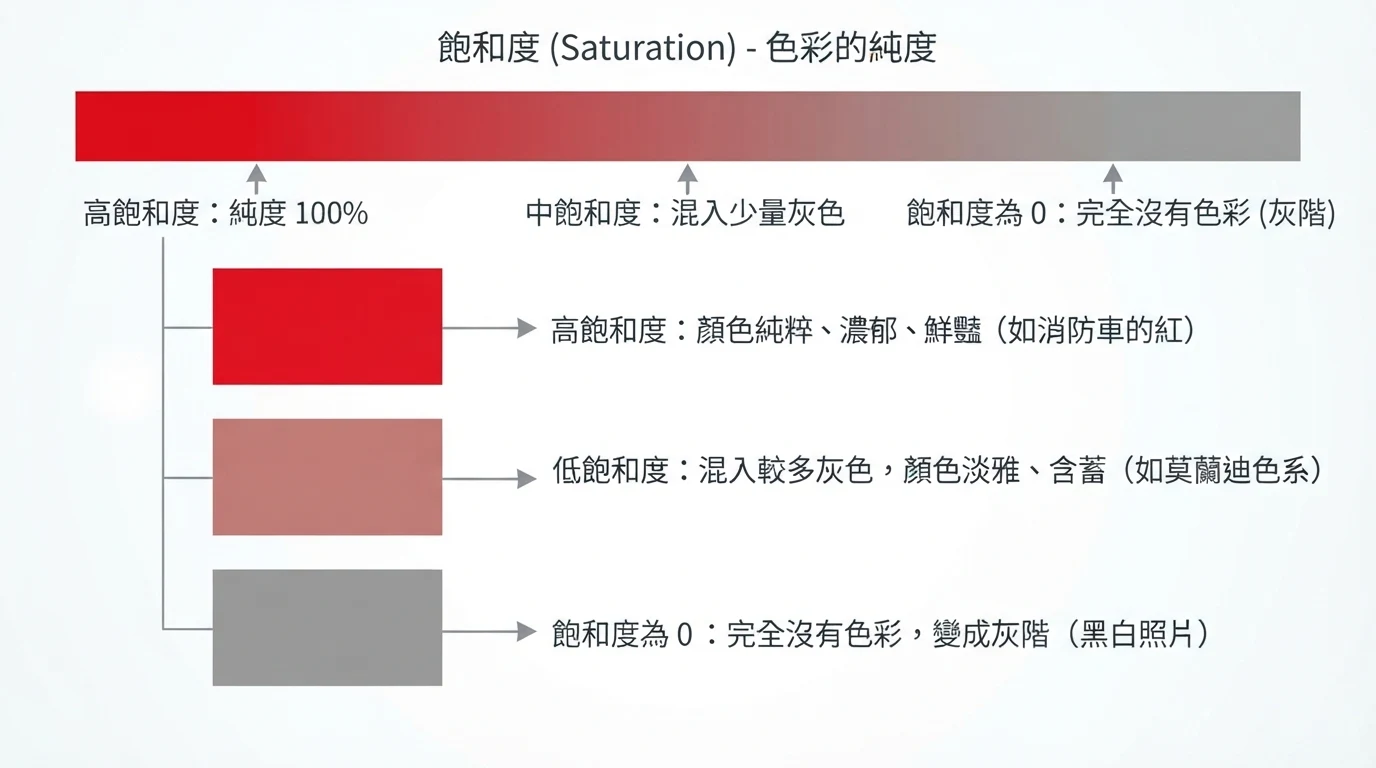 飽和度 (Saturation) - 色彩的純度
高飽和度：純度 100%
中飽和度：混入少量灰色
飽和度為 0：完全沒有色彩 (灰階)
高飽和度：顏色純粹、濃郁、鮮豔（如消防車的紅）
低飽和度：混入較多灰色，顏色淡雅、含蓄（如莫蘭迪色系）
飽和度為 0：完全沒有色彩，變成灰階（黑白照片）